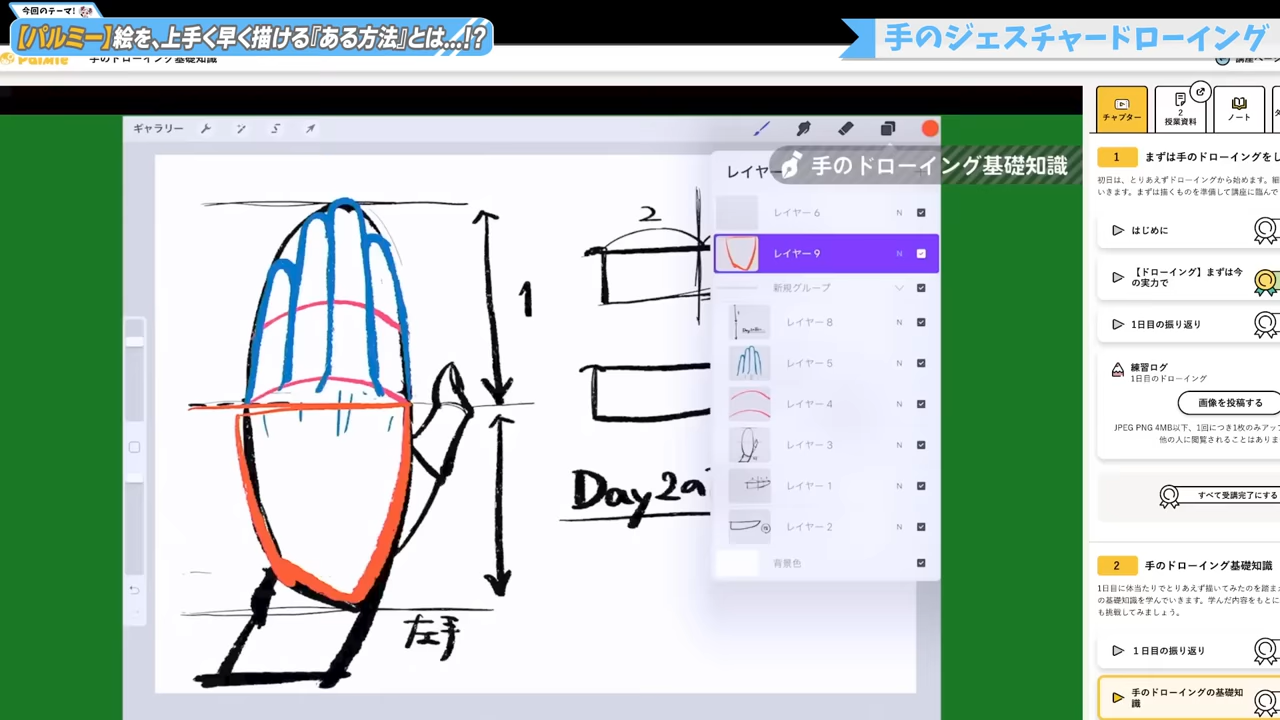 今回のテーマ!
【パルミー】絵を、上手く早く描ける『ある方法』とは…!?
手のジェスチャードローイング
手のドローイング基礎知識
ギャラリー
手のドローイング基礎知識
レイヤー 6
N
レイヤー 9
N
新規グループ
レイヤー 8
N
レイヤー 5
N
レイヤー 4
N
レイヤー 3
N
レイヤー 1
N
レイヤー 2
N
背景色
1
2
左手
チャプター
2
授業資料
ノート
1
まずは手のドローイングをし
初日は、とりあえずドローイングから始めます。
いきます。まずは描くものを準備して講座に臨んで
はじめに
【ドローイング】まずは今
の実力で
1日目の振り返り
練習ログ
1日目のドローイング
画像を投稿する
JPEG PNG 4MB以下、1回につき1枚のみアッ
他の人に閲覧されることはありま
すべて受講完了にする
2
手のドローイング基礎知識
1日目に体当たりでとりあえず描いてみたのを踏ま
の基礎知識を学んでいきます。学んだ内容をもとに
も挑戦してみましょう。
1日目の振り返り
手のドローイングの基礎知
識